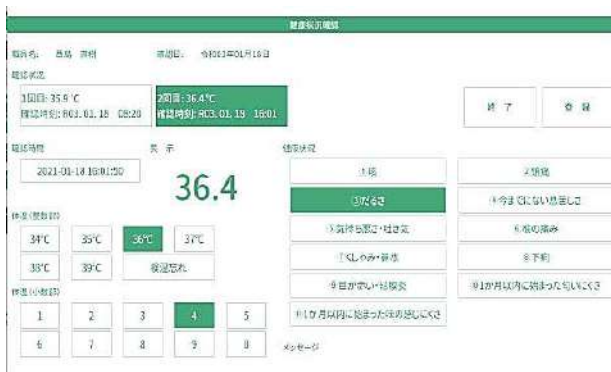 健康状況確認
職員名:
確認日: 令和03年01月18日
確認状況
1回目: 35.9℃
確認時刻: R03.01.18 08:20
2回目: 36.4℃
確認時刻: R03.01.18 16:01
終 了
登 録
確認時間
表 示
健康状況
2021-01-18 16:01:50
36.4
①咳
②頭痛
③だるさ
④今までにない息苦しさ
⑤気持ち悪さ・吐き気
⑥喉の痛み
⑦くしゃみ・鼻水
⑧下痢
⑨目が赤い・結膜炎
⑩1か月以内に始まった匂いにくさ
⑪1か月以内に始まった味の感じにくさ
体温(整数部)
34℃ 35℃ 36℃ 37℃
38℃ 39℃ 検温忘れ
体温(小数部)
1 2 3 4 5
6 7 8 9 0
メッセージ